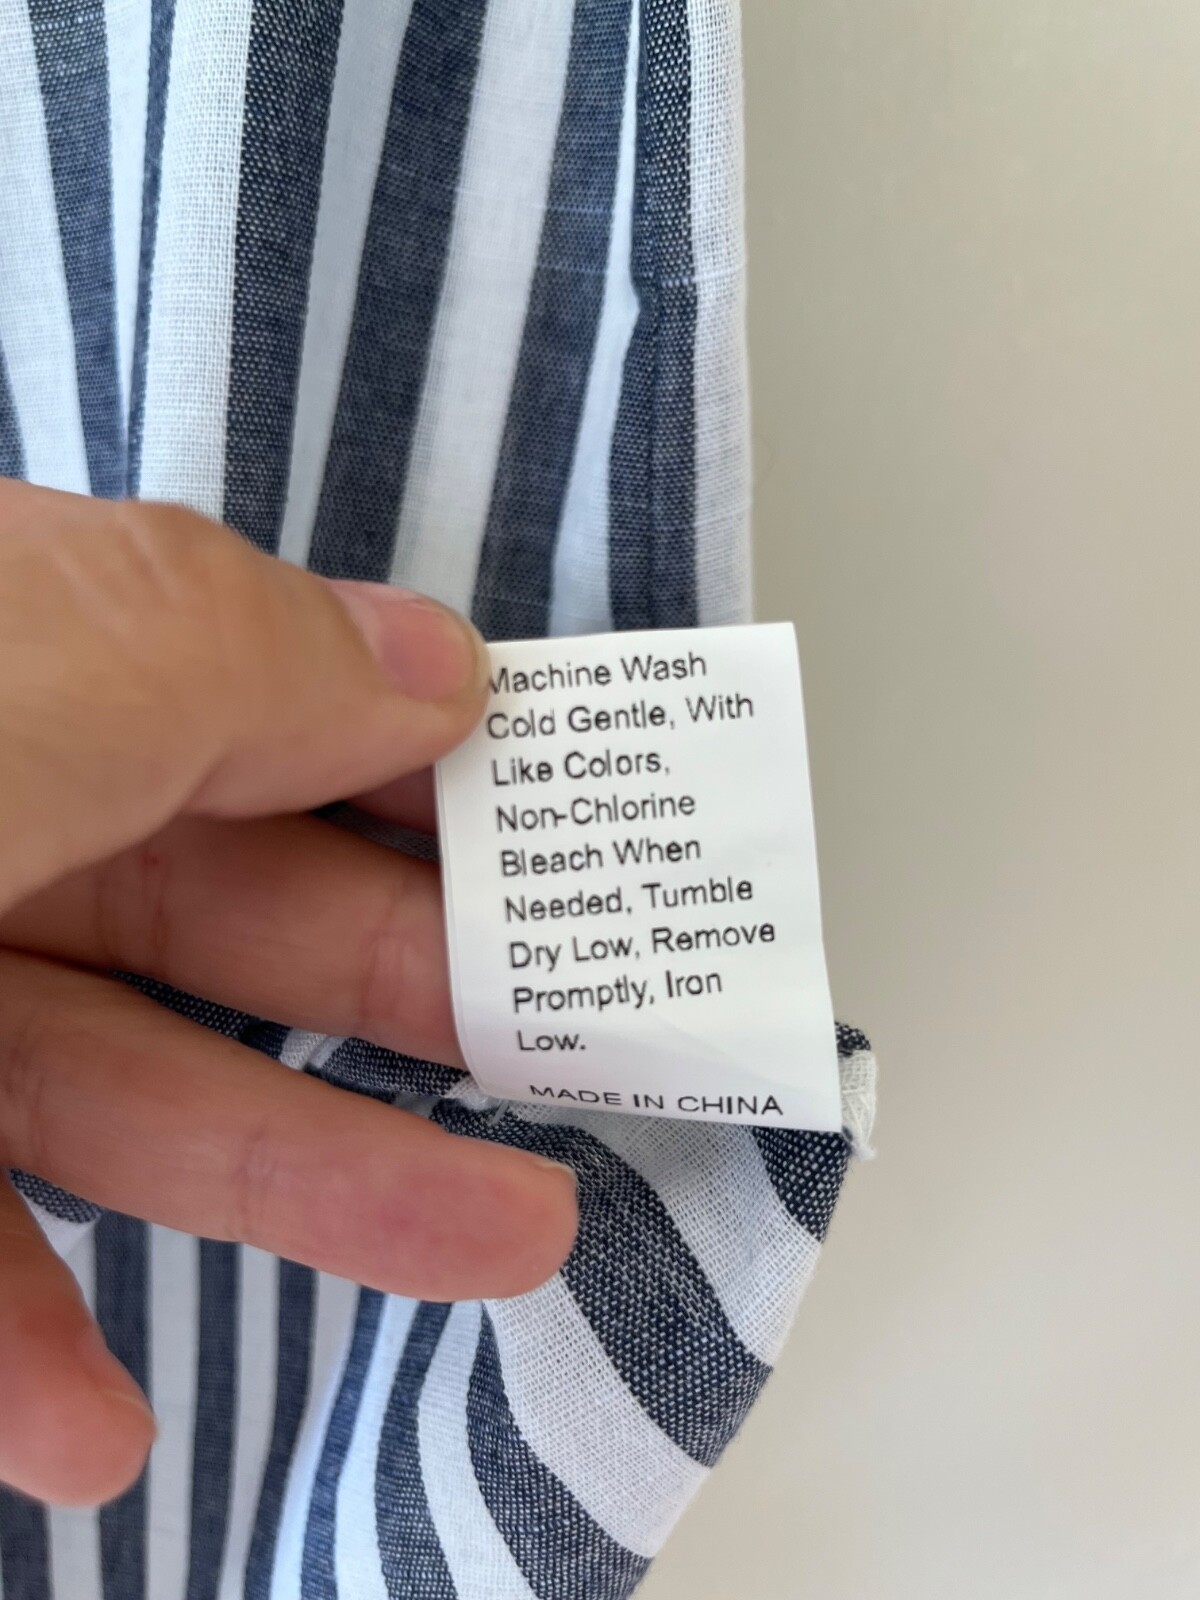 Machine Wash
Cold Gentle, With
Like Colors,
Non-Chlorine
Bleach When
Needed, Tumble
Dry Low, Remove
Promptly, Iron
Low.
MADE IN CHINA